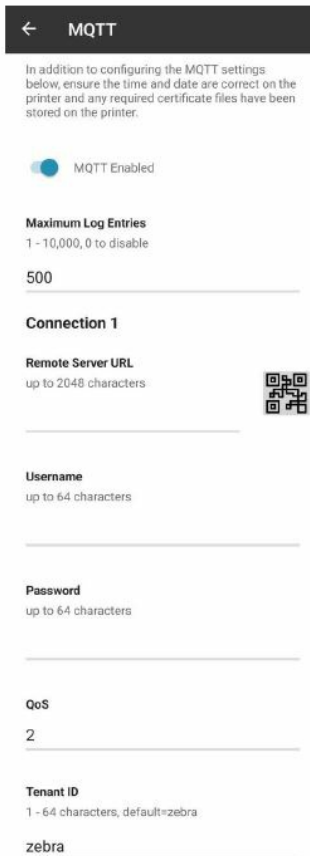 MQTT
In addition to configuring the MQTT settings
below, ensure the time and date are correct on the
printer and any required certificate files have been
stored on the printer.
MQTT Enabled
Maximum Log Entries
1 - 10,000, 0 to disable
500
Connection 1
Remote Server URL
up to 2048 characters
Username
up to 64 characters
Password
up to 64 characters
QoS
2
Tenant ID
1 - 64 characters, default=zebra
zebra